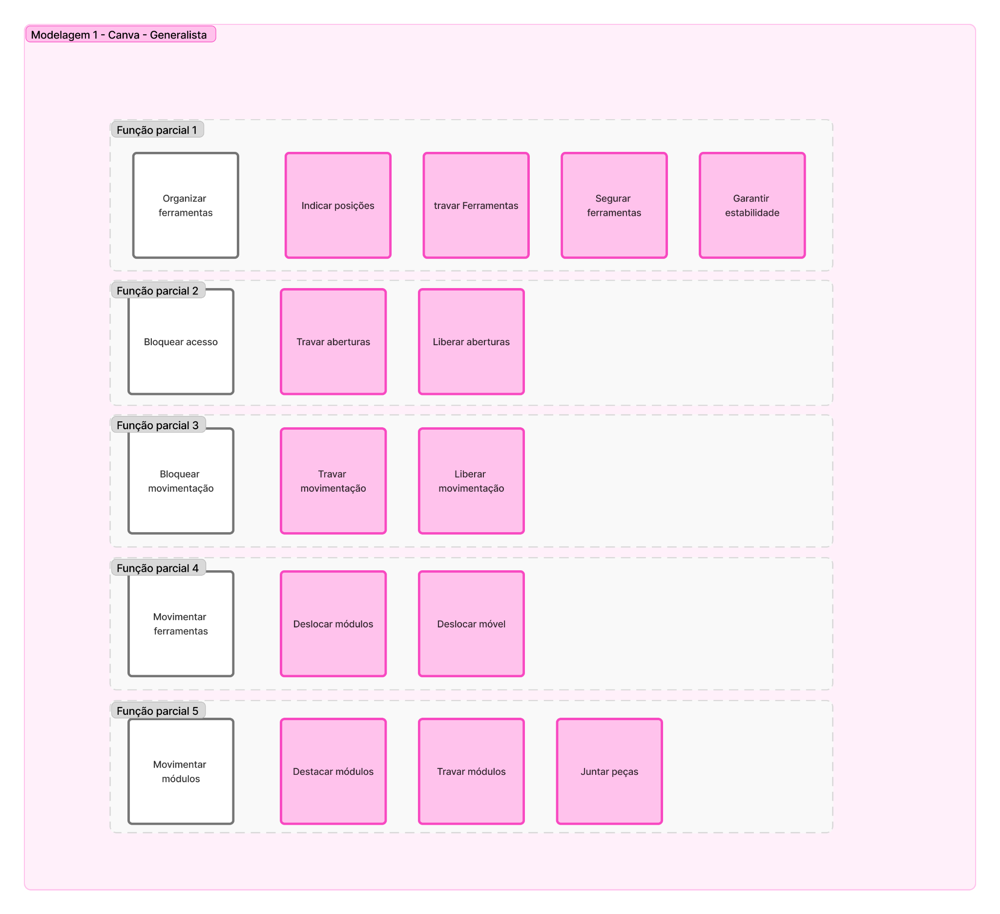 Modelagem 1 - Canva - Generalista
Função parcial 1
Organizar
ferramentas
Indicar posições
travar Ferramentas
Segurar
ferramentas
Garantir
estabilidade
Função parcial 2
Bloquear acesso
Travar aberturas
Liberar aberturas
Função parcial 3
Bloquear
movimentação
Travar
movimentação
Liberar
movimentação
Função parcial 4
Movimentar
ferramentas
Deslocar módulos
Deslocar móvel
Função parcial 5
Movimentar
módulos
Destacar módulos
Travar módulos
Juntar peças